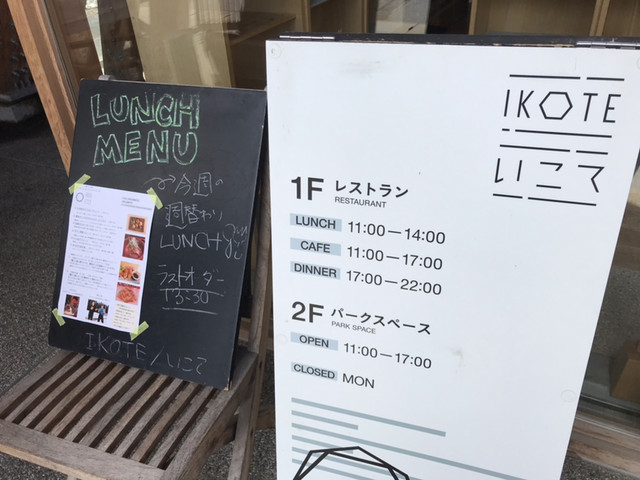 LUNCH
MENU
今週の
週替わり
LUNCH
ラストオーダー
13:30
IKOTE/いこて
IKOTE
いこて
1F レストラン
RESTAURANT
LUNCH 11:00—14:00
CAFE 11:00—17:00
DINNER 17:00—22:00
2F パークスペース
PARK SPACE
OPEN 11:00—17:00
CLOSED MON